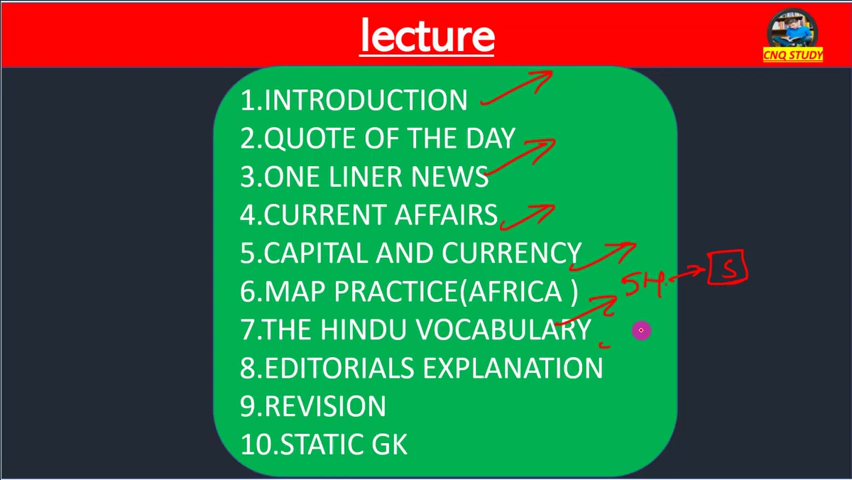 lecture
CNQ STUDY
1.INTRODUCTION
2.QUOTE OF THE DAY
3.ONE LINER NEWS
4.CURRENT AFFAIRS
5.CAPITAL AND CURRENCY
6.MAP PRACTICE(AFRICA ) 54 S
7.THE HINDU VOCABULARY
8.EDITORIALS EXPLANATION
9.REVISION
10.STATIC GK